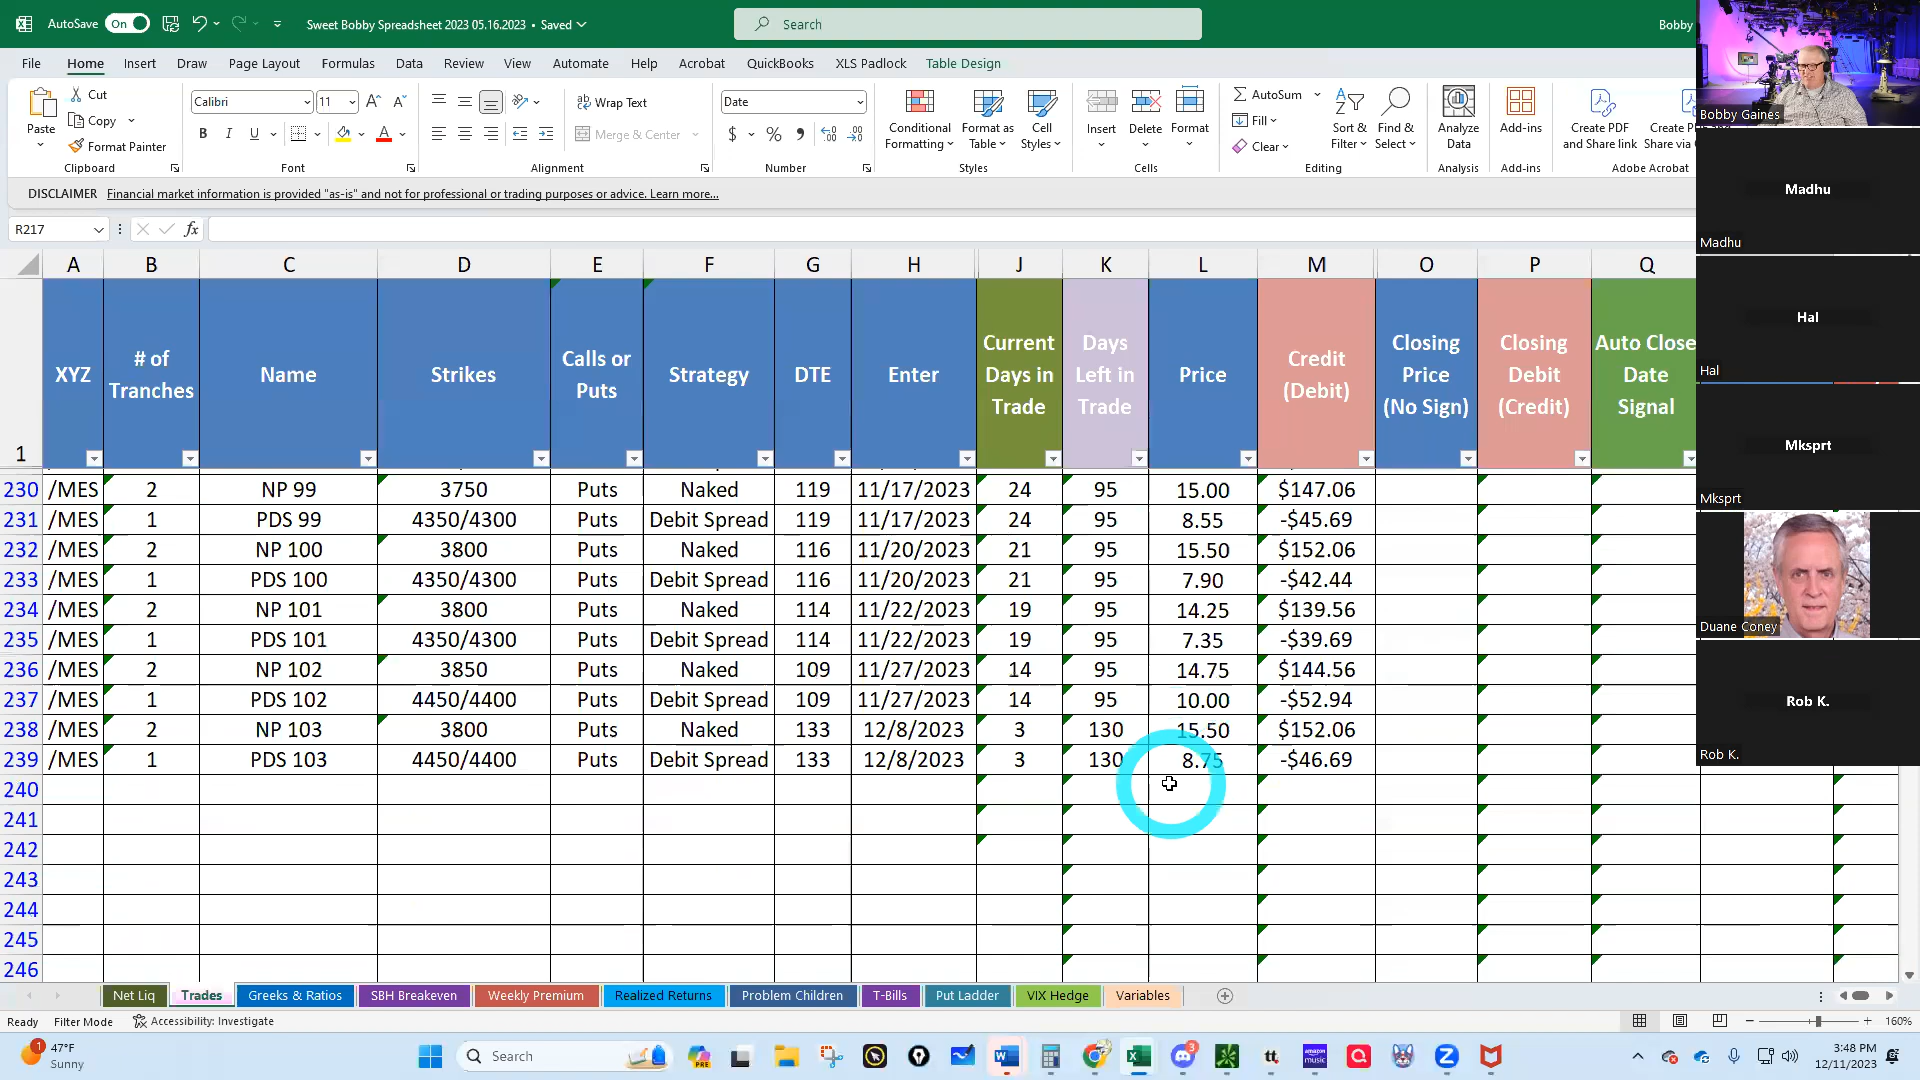 AutoSave On Sweet Bobby Spreadsheet 2023 05.16.2023 • Saved Search Bobby
File Home Insert Draw Page Layout Formulas Data Review View Automate Help Acrobat QuickBooks XLS Padlock Table Design
Paste Cut Copy Format Painter Clipboard
Calibri 11 B I U A Font
Wrap Text Merge & Center Alignment
Date $ % , Number
Conditional Formatting Format as Table Cell Styles Styles
Insert Delete Format Cells
AutoSum Fill Clear Sort & Filter Find & Select Editing
Analyze Data Analysis
Add-ins Add-ins
Create PDF and Share link Create PDF Share via Adobe Acrobat
DISCLAIMER Financial market information is provided "as-is" and not for professional or trading purposes or advice. Learn more...
R217 fx
A B C D E F G H J K L M O P Q
1 XYZ # of Tranches Name Strikes Calls or Puts Strategy DTE Enter Current Days in Trade Days Left in Trade Price Credit (Debit) Closing Price (No Sign) Closing Debit (Credit) Auto Close Date Signal
230 /MES 2 NP 99 3750 Puts Naked 119 11/17/2023 24 95 15.00 $147.06
231 /MES 1 PDS 99 4350/4300 Puts Debit Spread 119 11/17/2023 24 95 8.55 -$45.69
232 /MES 2 NP 100 3800 Puts Naked 116 11/20/2023 21 95 15.50 $152.06
233 /MES 1 PDS 100 4350/4300 Puts Debit Spread 116 11/20/2023 21 95 7.90 -$42.44
234 /MES 2 NP 101 3800 Puts Naked 114 11/22/2023 19 95 14.25 $139.56
235 /MES 1 PDS 101 4350/4300 Puts Debit Spread 114 11/22/2023 19 95 7.35 -$39.69
236 /MES 2 NP 102 3850 Puts Naked 109 11/27/2023 14 95 14.75 $144.56
237 /MES 1 PDS 102 4450/4400 Puts Debit Spread 109 11/27/2023 14 95 10.00 -$52.94
238 /MES 2 NP 103 3800 Puts Naked 133 12/8/2023 3 130 15.50 $152.06
239 /MES 1 PDS 103 4450/4400 Puts Debit Spread 133 12/8/2023 3 130 8.75 -$46.69
240
241
242
243
244
245
246
Net Liq Trades Greeks & Ratios SBH Breakeven Weekly Premium Realized Returns Problem Children T-Bills Put Ladder VIX Hedge Variables
Ready Filter Mode Accessibility: Investigate 160%
1 47°F Sunny Search PRE tt amazon music 3 3:48 PM 12/11/2023
Bobby Gaines
Madhu
Madhu
Hal
Hal
Mksprt
Mksprt
Duane Coney
Rob K.
Rob K.